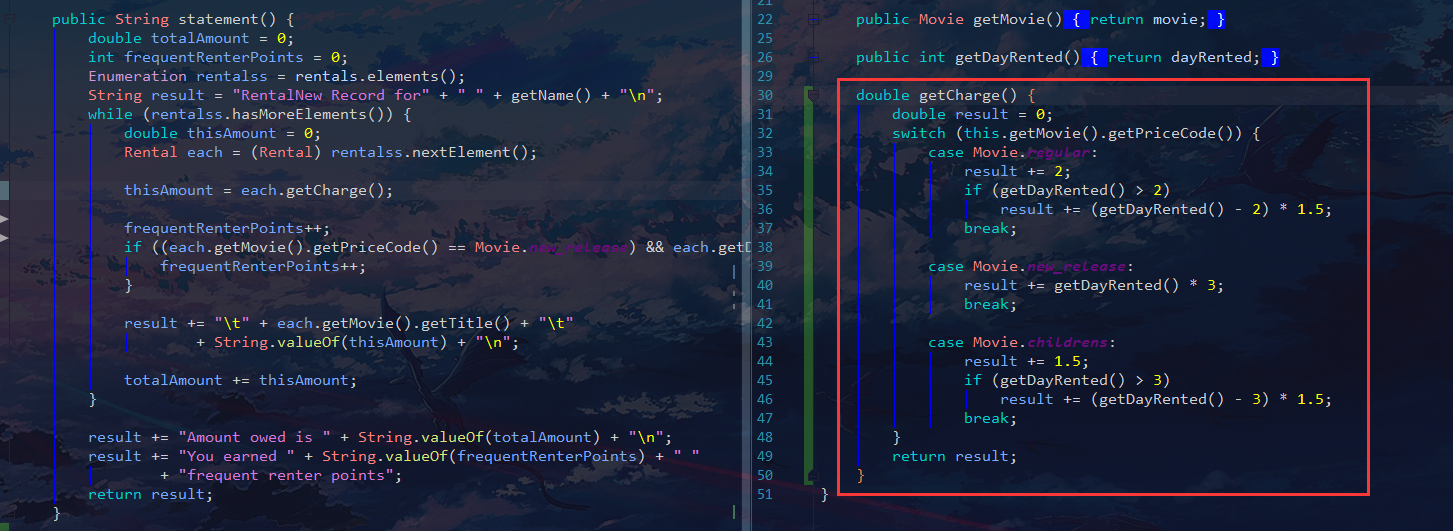 public String statement() {
double totalAmount = 0;
int frequentRenterPoints = 0;
Enumeration rentalss = rentals.elements();
String result = "RentalNew Record for" + " " + getName() + "\n";
while (rentalss.hasMoreElements()) {
double thisAmount = 0;
Rental each = (Rental) rentalss.nextElement();
thisAmount = each.getCharge();
frequentRenterPoints++;
if ((each.getMovie().getPriceCode() == Movie.new_release) && each.getD
frequentRenterPoints++;
}
result += "\t" + each.getMovie().getTitle() + "\t"
+ String.valueOf(thisAmount) + "\n";
totalAmount += thisAmount;
}
result += "Amount owed is " + String.valueOf(totalAmount) + "\n";
result += "You earned " + String.valueOf(frequentRenterPoints) + " "
+ "frequent renter points";
return result;
}
21
22 public Movie getMovie() { return movie; }
25
26 public int getDayRented() { return dayRented; }
29
30 double getCharge() {
31 double result = 0;
32 switch (this.getMovie().getPriceCode()) {
33 case Movie.regular:
34 result += 2;
35 if (getDayRented() > 2)
36 result += (getDayRented() - 2) * 1.5;
37 break;
38
39 case Movie.new_release:
40 result += getDayRented() * 3;
41 break;
42
43 case Movie.childrens:
44 result += 1.5;
45 if (getDayRented() > 3)
46 result += (getDayRented() - 3) * 1.5;
47 break;
48 }
49 return result;
50 }
51 }